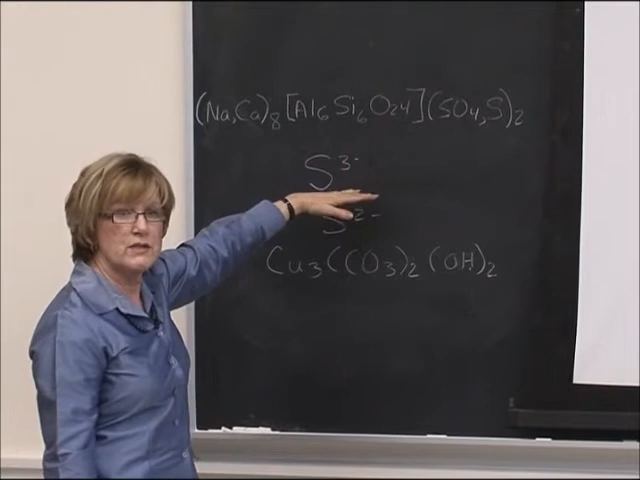 (Na,Ca)₈[Al₆Si₆O₂₄](SO₄,S)₂
S³⁻
S²⁻
Cu₃(CO₃)₂(OH)₂